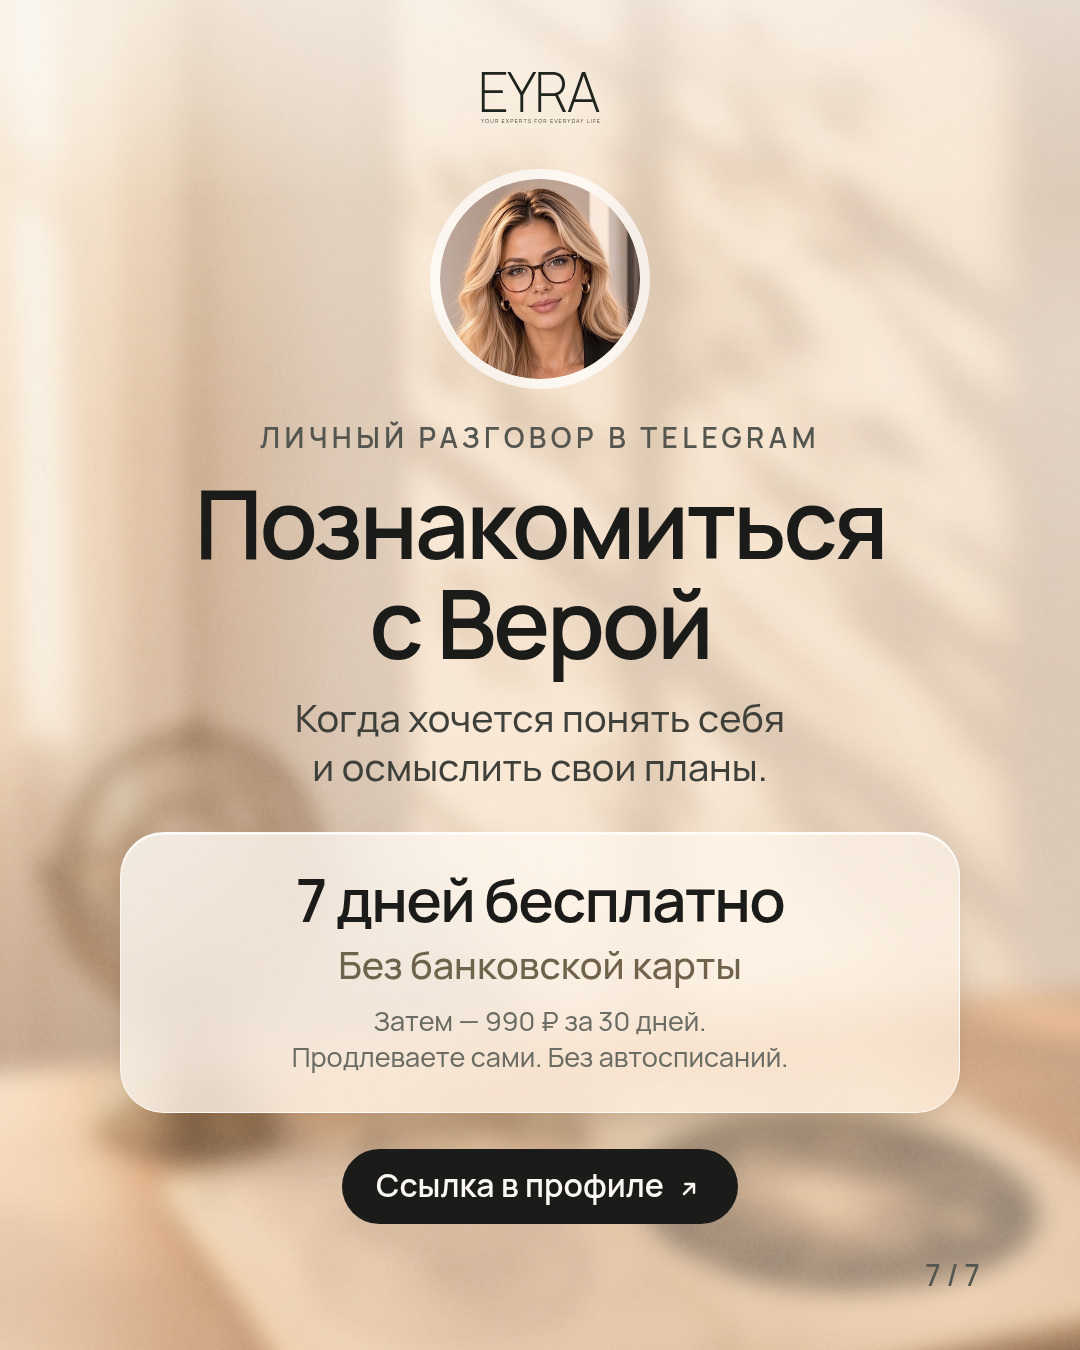 EYRA
YOUR EXPERTS FOR EVERYDAY LIFE
ЛИЧНЫЙ РАЗГОВОР В TELEGRAM
Познакомиться
с Верой
Когда хочется понять себя
и осмыслить свои планы.
7 дней бесплатно
Без банковской карты
Затем — 990 ₽ за 30 дней.
Продлеваете сами. Без автосписаний.
Ссылка в профиле ↗
7 / 7